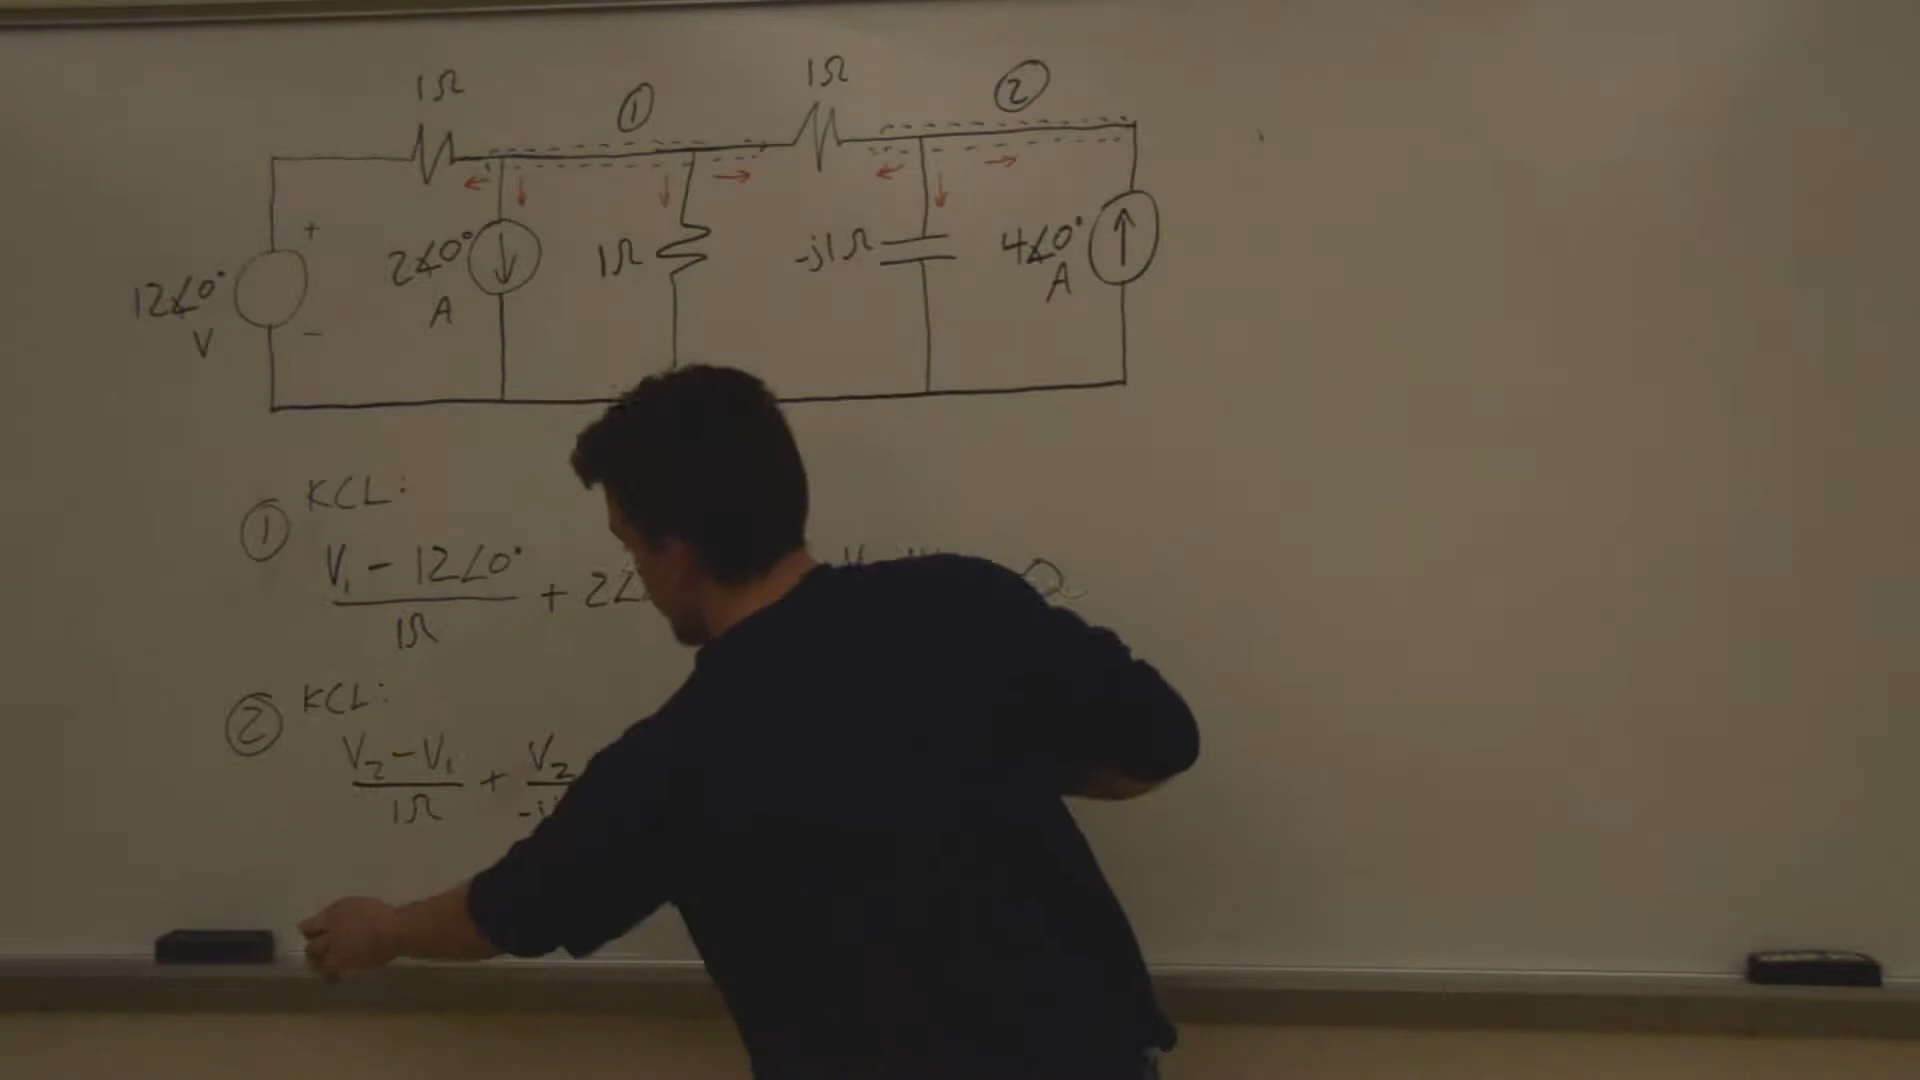 1Ω
1Ω
①
②
+
12∠0°
V
-
2∠0°
A
1Ω
-j1Ω
4∠0°
A
① KCL:
V₁ - 12∠0° + 2∠
1Ω
② KCL:
V₂ - V₁ + V₂
1Ω